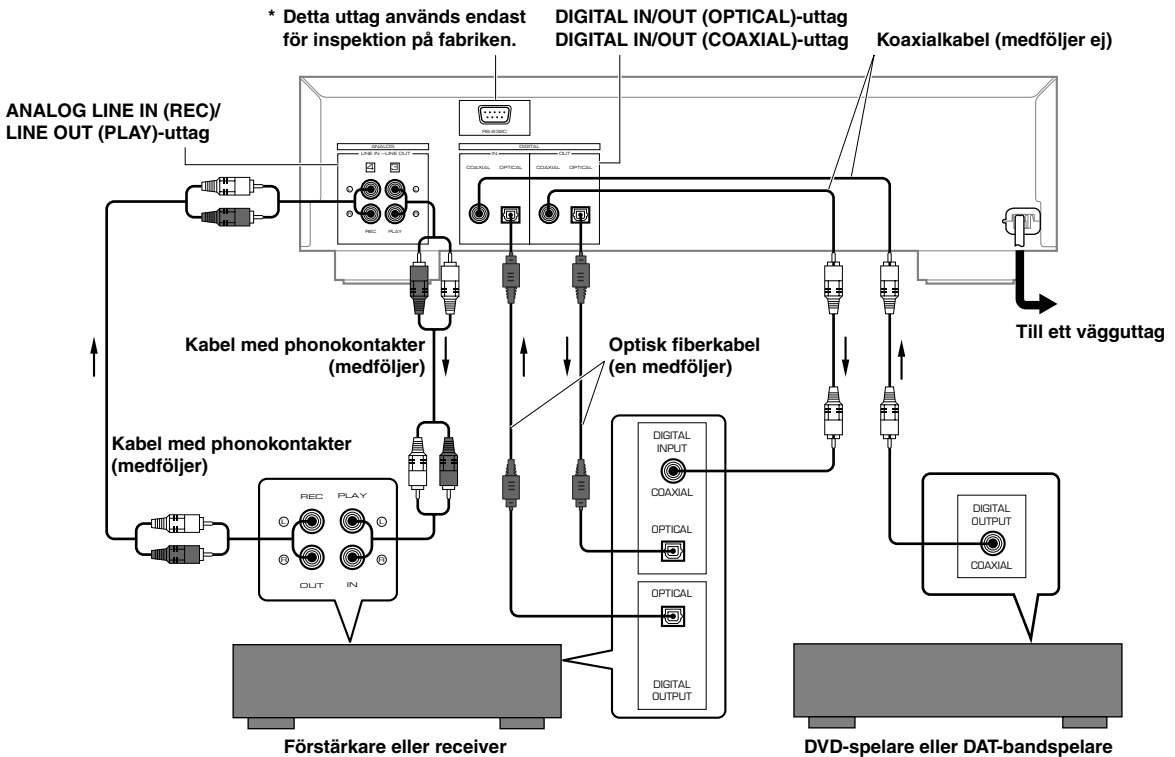 * Detta uttag används endast
för inspektion på fabriken.
DIGITAL IN/OUT (OPTICAL)-uttag
DIGITAL IN/OUT (COAXIAL)-uttag
Koaxialkabel (medföljer ej)
ANALOG LINE IN (REC)/
LINE OUT (PLAY)-uttag
RS-232C
ANALOG
LINE IN LINE OUT
4 3
L L
R R
REC PLAY
DIGITAL
IN OUT
COAXIAL OPTICAL COAXIAL OPTICAL
Till ett vägguttag
Kabel med phonokontakter
(medföljer)
Optisk fiberkabel
(en medföljer)
Kabel med phonokontakter
(medföljer)
REC PLAY
L L
R R
OUT IN
DIGITAL
INPUT
COAXIAL
OPTICAL
OPTICAL
DIGITAL
OUTPUT
DIGITAL
OUTPUT
COAXIAL
Förstärkare eller receiver
DVD-spelare eller DAT-bandspelare